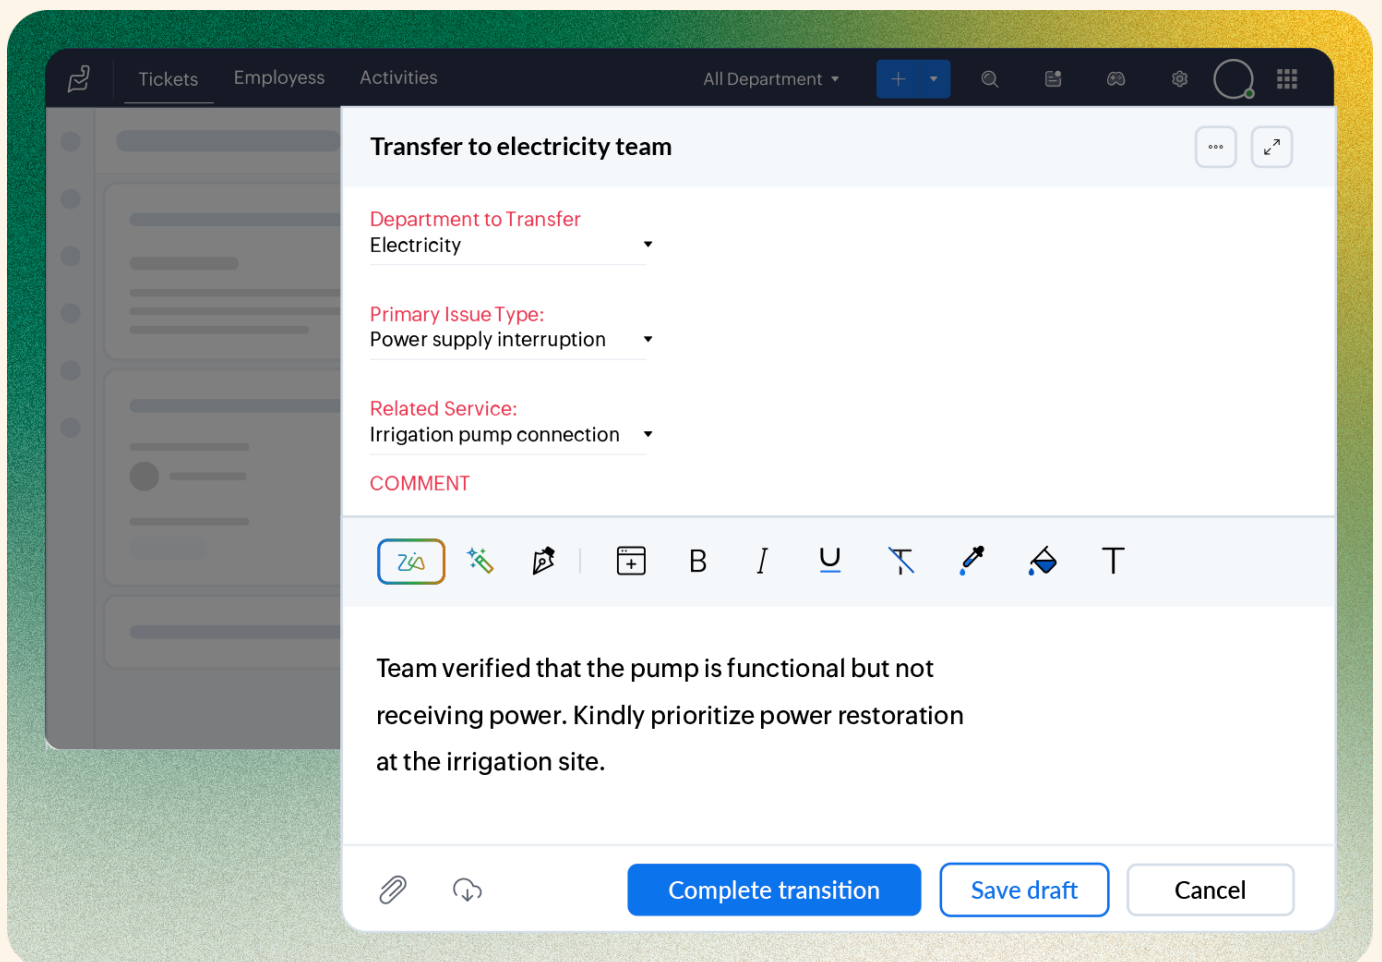 Tickets Employess Activities All Department
Transfer to electricity team
Department to Transfer
Electricity
Primary Issue Type:
Power supply interruption
Related Service:
Irrigation pump connection
COMMENT
Zia B I U T T
Team verified that the pump is functional but not
receiving power. Kindly prioritize power restoration
at the irrigation site.
Complete transition Save draft Cancel